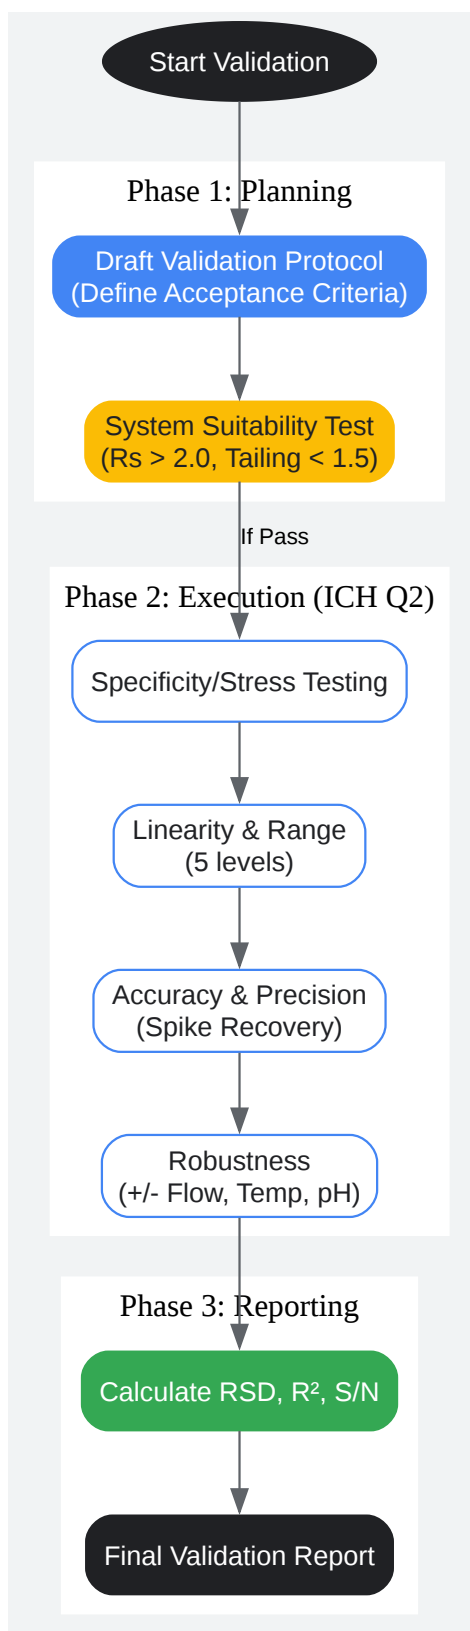 Start Validation
Phase 1: Planning
Draft Validation Protocol
(Define Acceptance Criteria)
System Suitability Test
(Rs > 2.0, Tailing < 1.5)
If Pass
Phase 2: Execution (ICH Q2)
Specificity/Stress Testing
Linearity & Range
(5 levels)
Accuracy & Precision
(Spike Recovery)
Robustness
(+/- Flow, Temp, pH)
Phase 3: Reporting
Calculate RSD, R², S/N
Final Validation Report